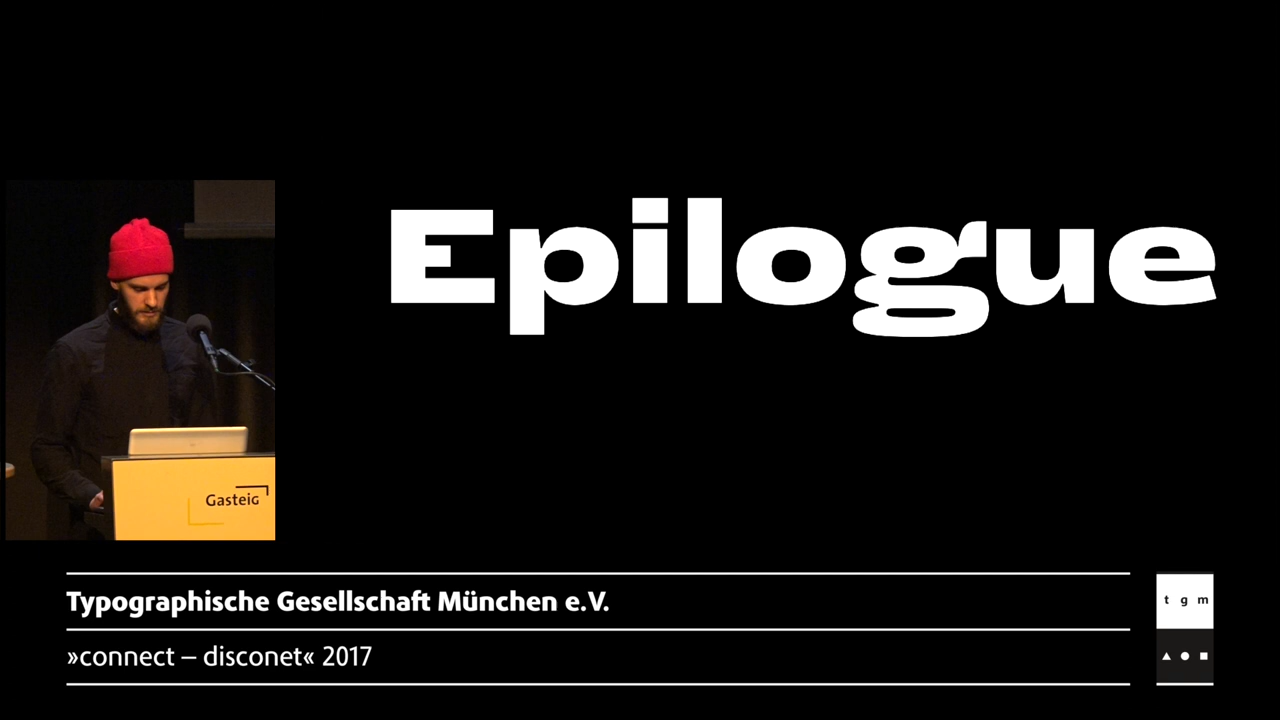 Epilogue
Gasteig
Typographische Gesellschaft München e.V.
t g m
»connect – disconet« 2017